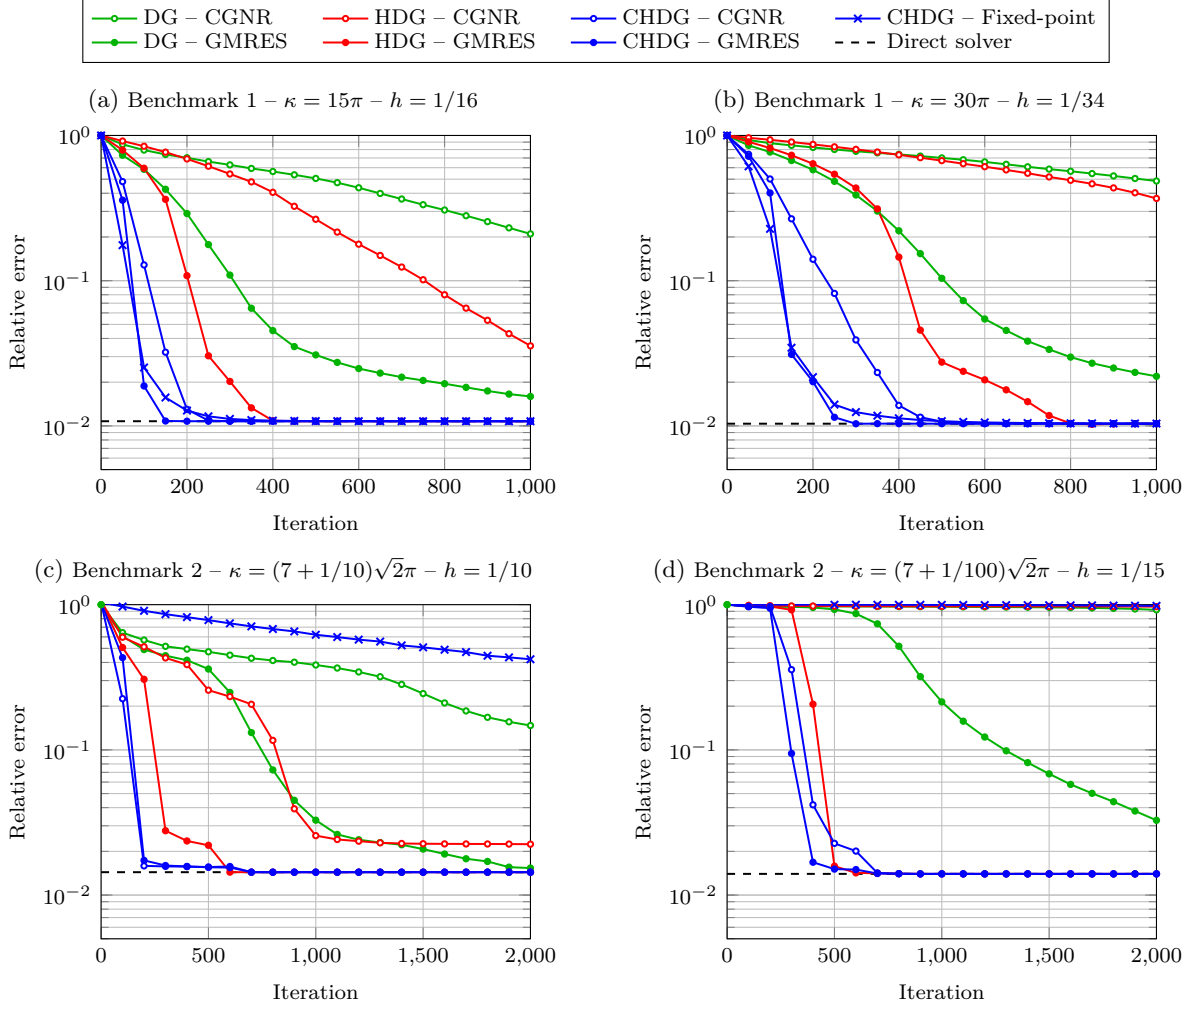 DG – CGNR HDG – CGNR CHDG – CGNR CHDG – Fixed-point
DG – GMRES HDG – GMRES CHDG – GMRES Direct solver
(a) Benchmark 1 – κ = 15π – h = 1/16
10^0
10^−1
10^−2
Relative error
0 200 400 600 800 1,000
Iteration
(b) Benchmark 1 – κ = 30π – h = 1/34
10^0
10^−1
10^−2
Relative error
0 200 400 600 800 1,000
Iteration
(c) Benchmark 2 – κ = (7 + 1/10)√2π – h = 1/10
10^0
10^−1
10^−2
Relative error
0 500 1,000 1,500 2,000
Iteration
(d) Benchmark 2 – κ = (7 + 1/100)√2π – h = 1/15
10^0
10^−1
10^−2
Relative error
0 500 1,000 1,500 2,000
Iteration